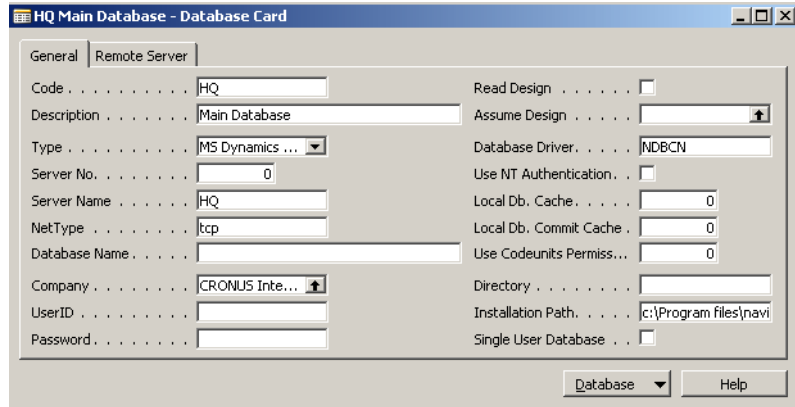 HQ Main Database - Database Card
General Remote Server
Code . . . . . . . . . . HQ
Description . . . . . . . Main Database
Type . . . . . . . . . . MS Dynamics ...
Server No. . . . . . . . 0
Server Name . . . . . . HQ
NetType . . . . . . . . tcp
Database Name . . . . .
Company . . . . . . . . CRONUS Inte...
UserID . . . . . . . . .
Password . . . . . . . .
Read Design . . . . . .
Assume Design . . . . .
Database Driver. . . . . NDBCN
Use NT Authentication. .
Local Db. Cache. . . . . 0
Local Db. Commit Cache . 0
Use Codeunits Permiss... 0
Directory . . . . . . . .
Installation Path. . . . . c:\Program files\navi
Single User Database . .
Database Help